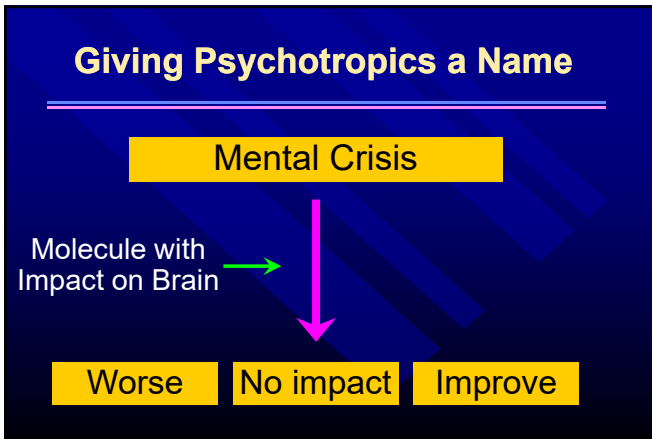 Giving Psychotropics a Name
Mental Crisis
Molecule with
Impact on Brain
Worse
No impact
Improve